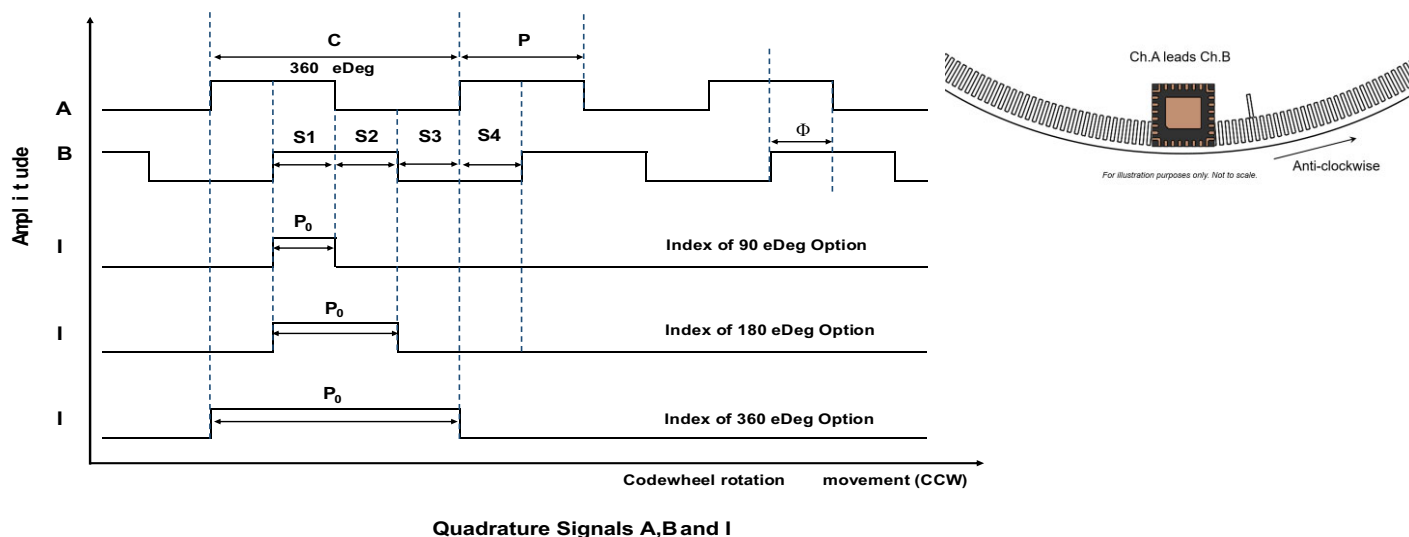 C
P
360 eDeg
A
S1 S2 S3 S4
Φ
B
Ampl i t ude
P0
I
Index of 90 eDeg Option
P0
I
Index of 180 eDeg Option
P0
I
Index of 360 eDeg Option
Codewheel rotation movement (CCW)
Quadrature Signals A,B and I
Ch.A leads Ch.B
Anti-clockwise
For illustration purposes only. Not to scale.